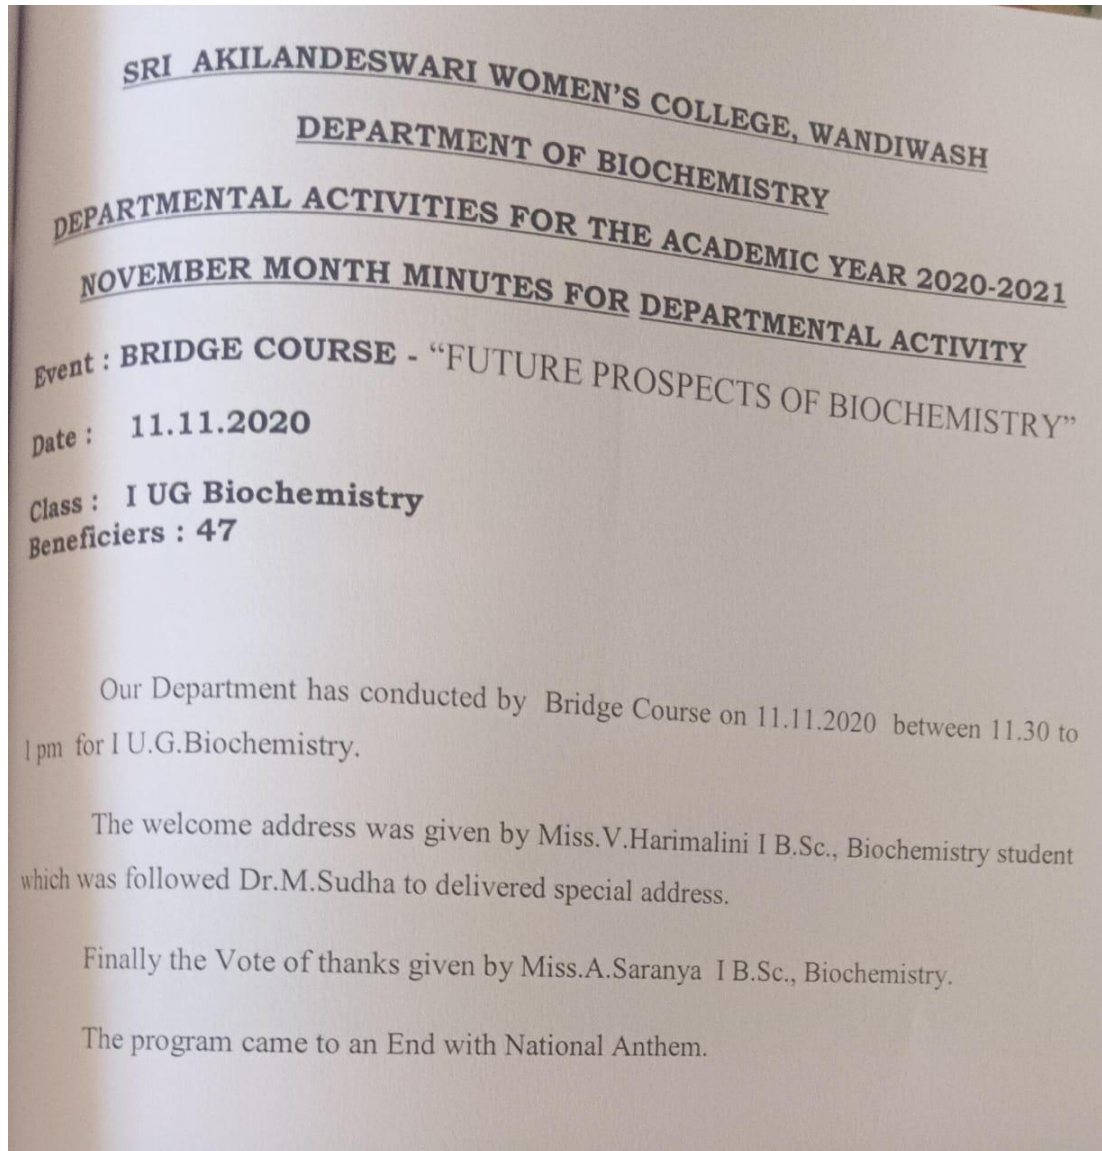 SRI AKILANDESWARI WOMEN'S COLLEGE, WANDIWASH
DEPARTMENT OF BIOCHEMISTRY
DEPARTMENTAL ACTIVITIES FOR THE ACADEMIC YEAR 2020-2021
NOVEMBER MONTH MINUTES FOR DEPARTMENTAL ACTIVITY
Event : BRIDGE COURSE - “FUTURE PROSPECTS OF BIOCHEMISTRY”
Date : 11.11.2020
Class : I UG Biochemistry
Beneficiers : 47
Our Department has conducted by Bridge Course on 11.11.2020 between 11.30 to
1 pm for I U.G.Biochemistry.
The welcome address was given by Miss.V.Harimalini I B.Sc., Biochemistry student
which was followed Dr.M.Sudha to delivered special address.
Finally the Vote of thanks given by Miss.A.Saranya I B.Sc., Biochemistry.
The program came to an End with National Anthem.